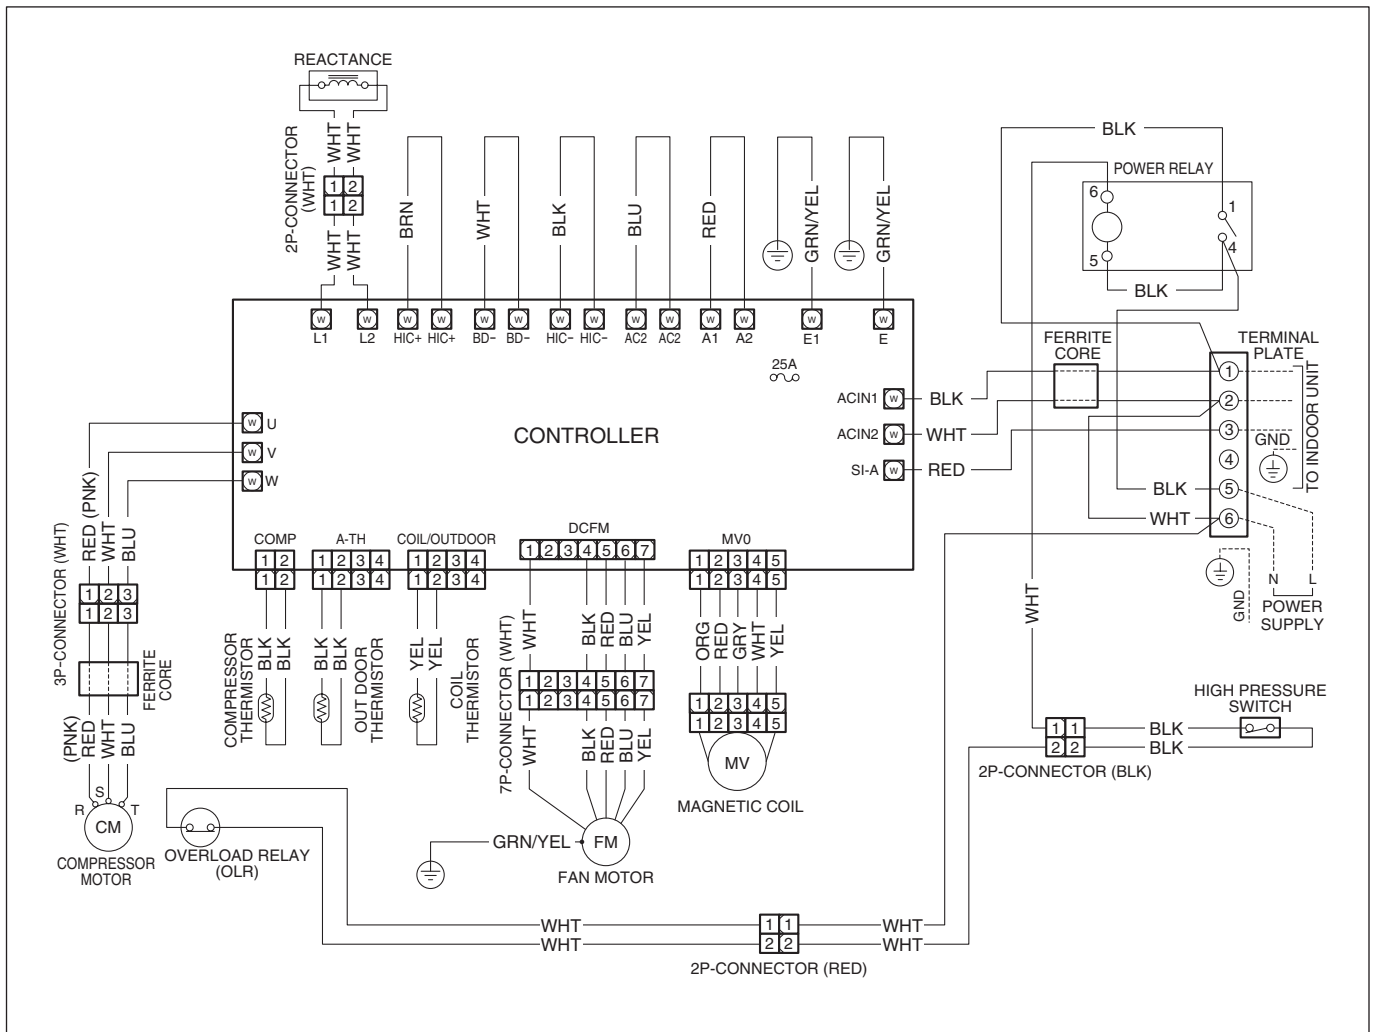 REACTANCE
2P-CONNECTOR
(WHT)
WHT WHT
1 2
1 2
WHT WHT
BRN
WHT
BLK
BLU
RED
GRN/YEL
GRN/YEL
BLK
POWER RELAY
6
1
5
4
BLK
W W W W W W W W W W W W W W
L1 L2 HIC+ HIC+ BD- BD- HIC- HIC- AC2 AC2 A1 A2 E1 E
25A
CONTROLLER
ACIN1 W BLK
ACIN2 W WHT
SI-A W RED
FERRITE
CORE
TERMINAL
PLATE
1
2
3
4
5
6
GND
TO INDOOR UNIT
BLK
WHT
GND
N L
POWER
SUPPLY
W U
W V
W W
RED (PNK)
WHT
BLU
3P-CONNECTOR (WHT)
1 2 3
1 2 3
FERRITE
CORE
(PNK)
RED
WHT
BLU
R S T
CM
COMPRESSOR
MOTOR
COMP
1 2
1 2
BLK
BLK
COMPRESSOR
THERMISTOR
A-TH
1 2 3 4
1 2 3 4
BLK
BLK
OUT DOOR
THERMISTOR
COIL/OUTDOOR
1 2 3 4
1 2 3 4
YEL
YEL
COIL
THERMISTOR
DCFM
1 2 3 4 5 6 7
WHT
BLK
RED
BLU
YEL
7P-CONNECTOR (WHT)
1 2 3 4 5 6 7
1 2 3 4 5 6 7
WHT
BLK
RED
BLU
YEL
GRN/YEL
FM
FAN MOTOR
MV0
1 2 3 4 5
1 2 3 4 5
ORG
RED
GRY
WHT
YEL
1 2 3 4 5
1 2 3 4 5
MV
MAGNETIC COIL
OVERLOAD RELAY
(OLR)
WHT
WHT
1 1
2 2
WHT
WHT
2P-CONNECTOR (RED)
WHT
HIGH PRESSURE
SWITCH
1 1
2 2
BLK
BLK
2P-CONNECTOR (BLK)